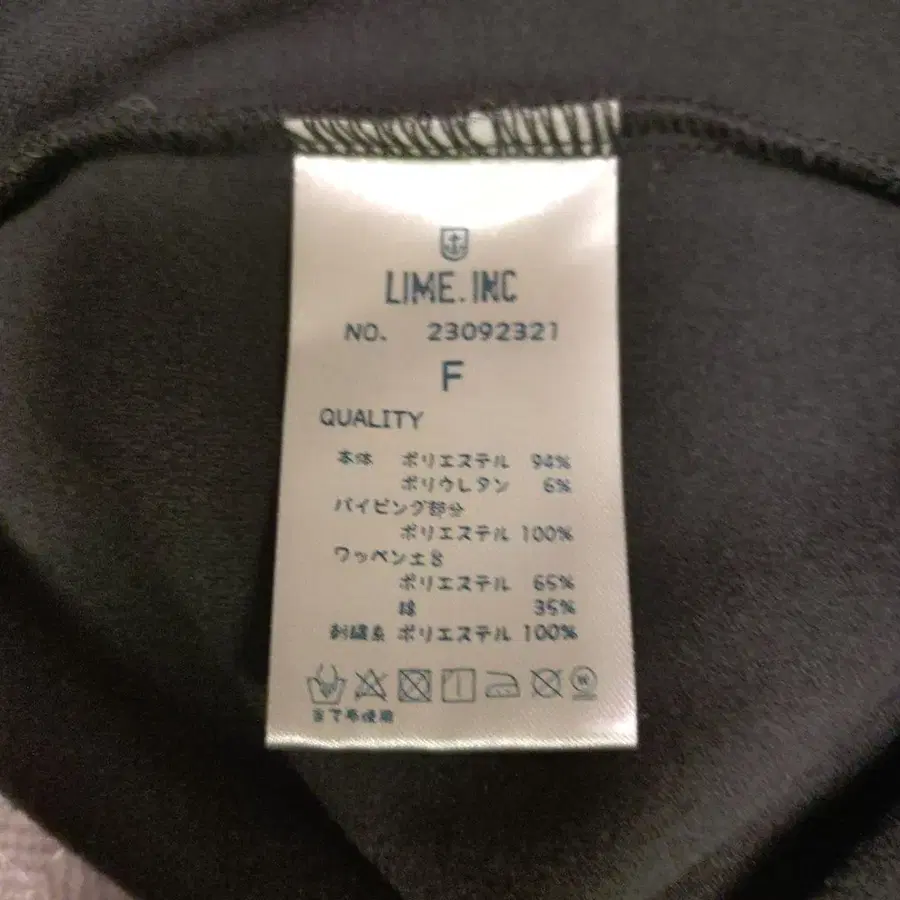 LIME.INC
NO. 23092321
F
QUALITY
本体 ポリエステル 94%
ポリウレタン 6%
パイピング部分
ポリエステル 100%
ワッペン土台
ポリエステル 65%
綿 35%
刺繍糸 ポリエステル 100%
当て布使用